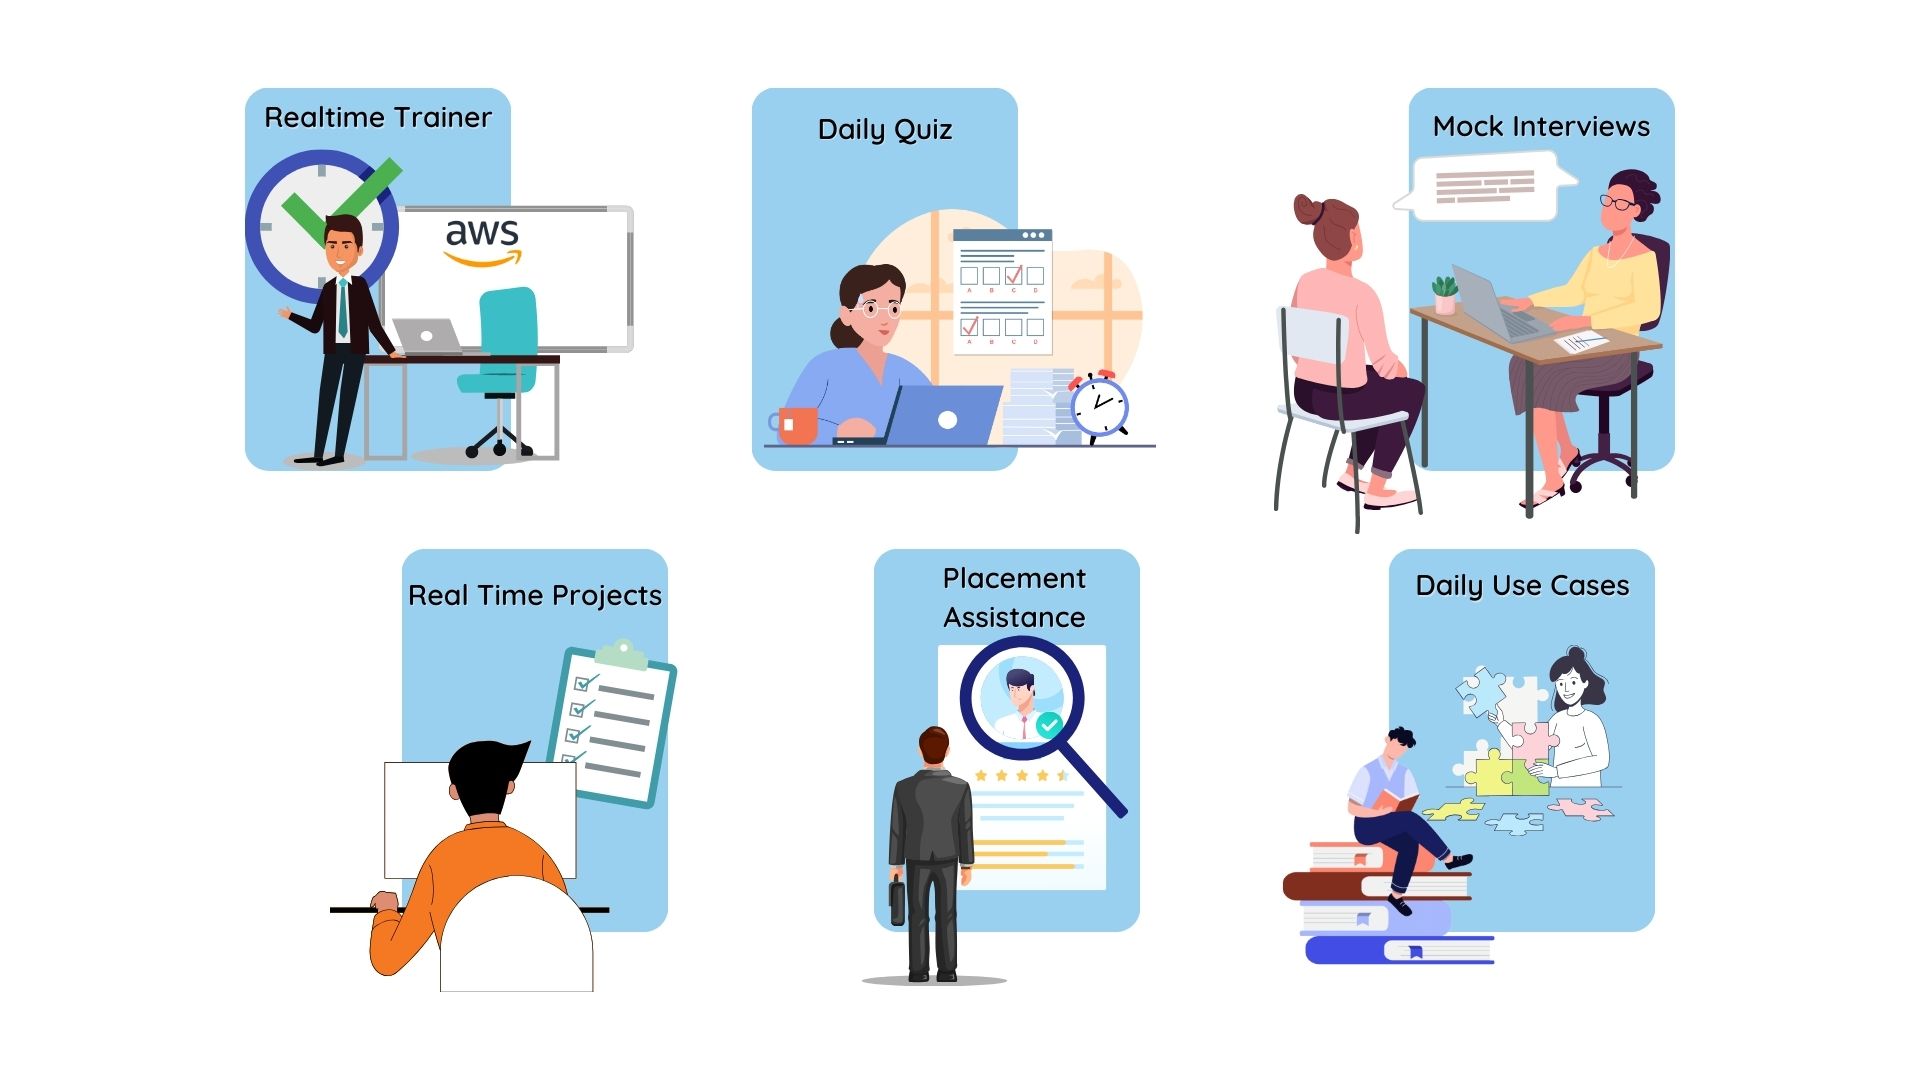 Realtime Trainer
aws
Daily Quiz
A B C D
A B C D
Mock Interviews
Real Time Projects
Placement
Assistance
Daily Use Cases